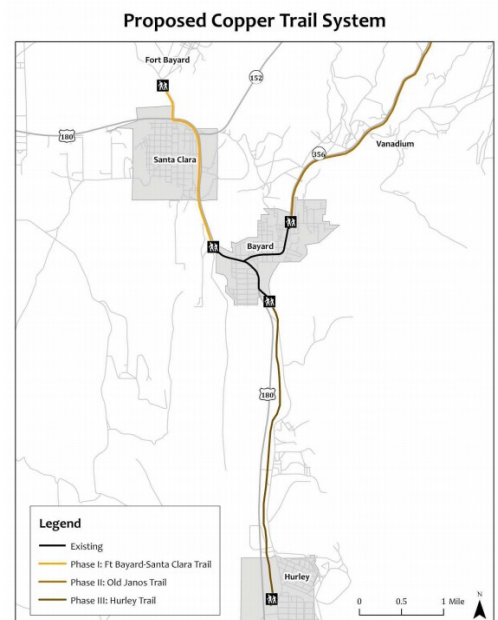 Proposed Copper Trail System
Fort Bayard
152
180
Santa Clara
356
Vanadium
Bayard
180
Legend
Existing
Phase I: Ft Bayard-Santa Clara Trail
Phase II: Old Janos Trail
Phase III: Hurley Trail
Hurley
0 0.5 1 Mile
N